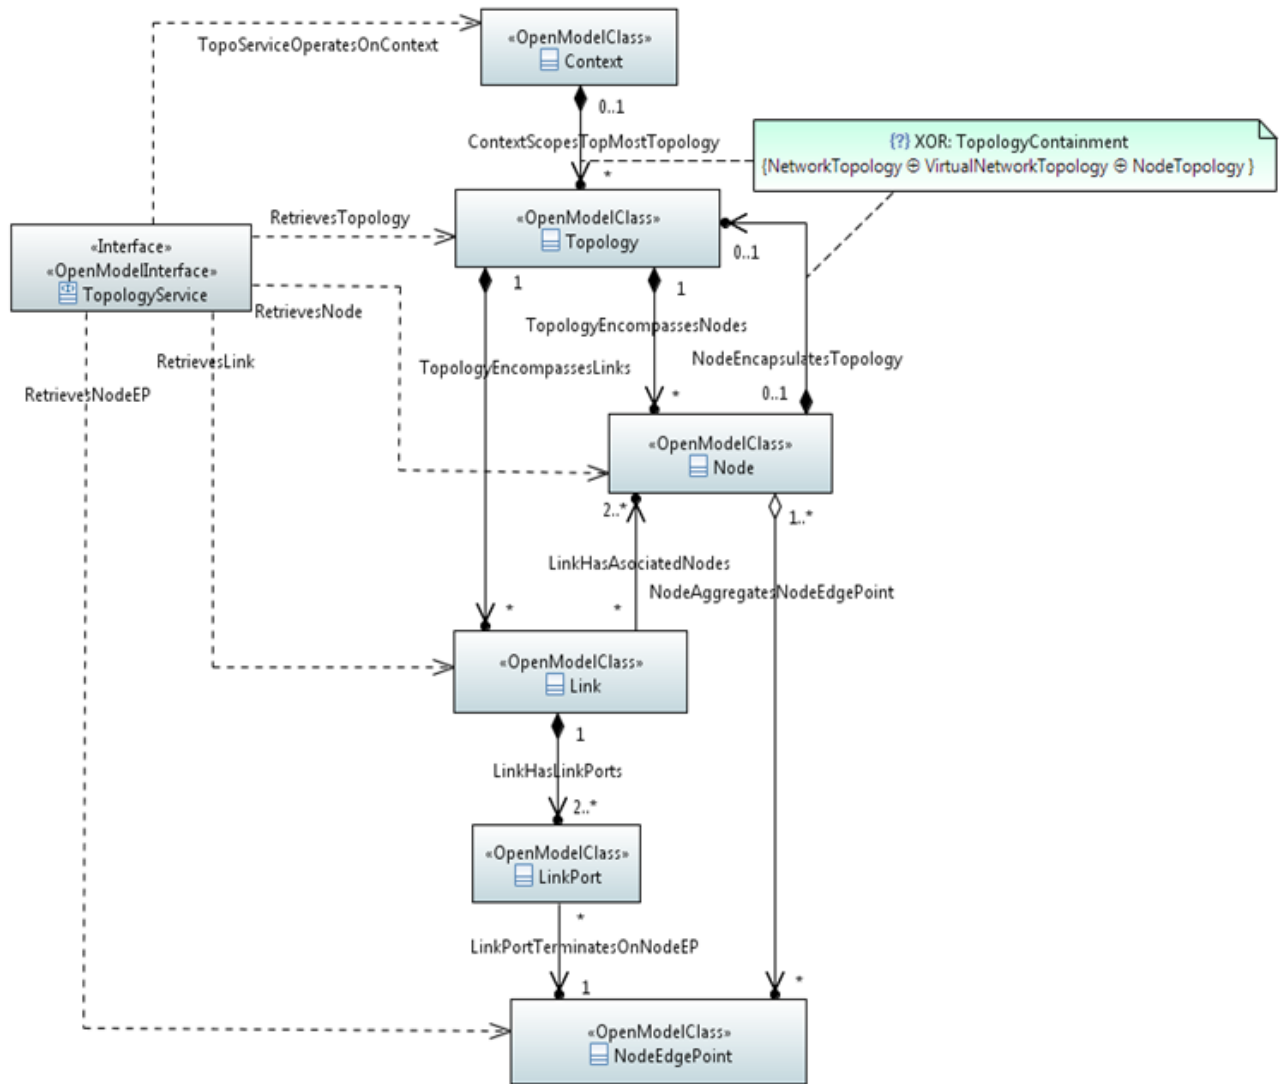 «OpenModelClass»
Context
TopoServiceOperatesOnContext
0..1
ContextScopesTopMostTopology
*
{?} XOR: TopologyContainment
{NetworkTopology ⊕ VirtualNetworkTopology ⊕ NodeTopology }
«OpenModelClass»
Topology
RetrievesTopology
0..1
«Interface»
«OpenModelInterface»
TopologyService
1
1
RetrievesNode
TopologyEncompassesNodes
RetrievesLink
TopologyEncompassesLinks
NodeEncapsulatesTopology
RetrievesNodeEP
*
0..1
«OpenModelClass»
Node
2..*
1..*
LinkHasAsociatedNodes
NodeAggregatesNodeEdgePoint
*
*
«OpenModelClass»
Link
1
LinkHasLinkPorts
2..*
«OpenModelClass»
LinkPort
*
LinkPortTerminatesOnNodeEP
1
*
«OpenModelClass»
NodeEdgePoint